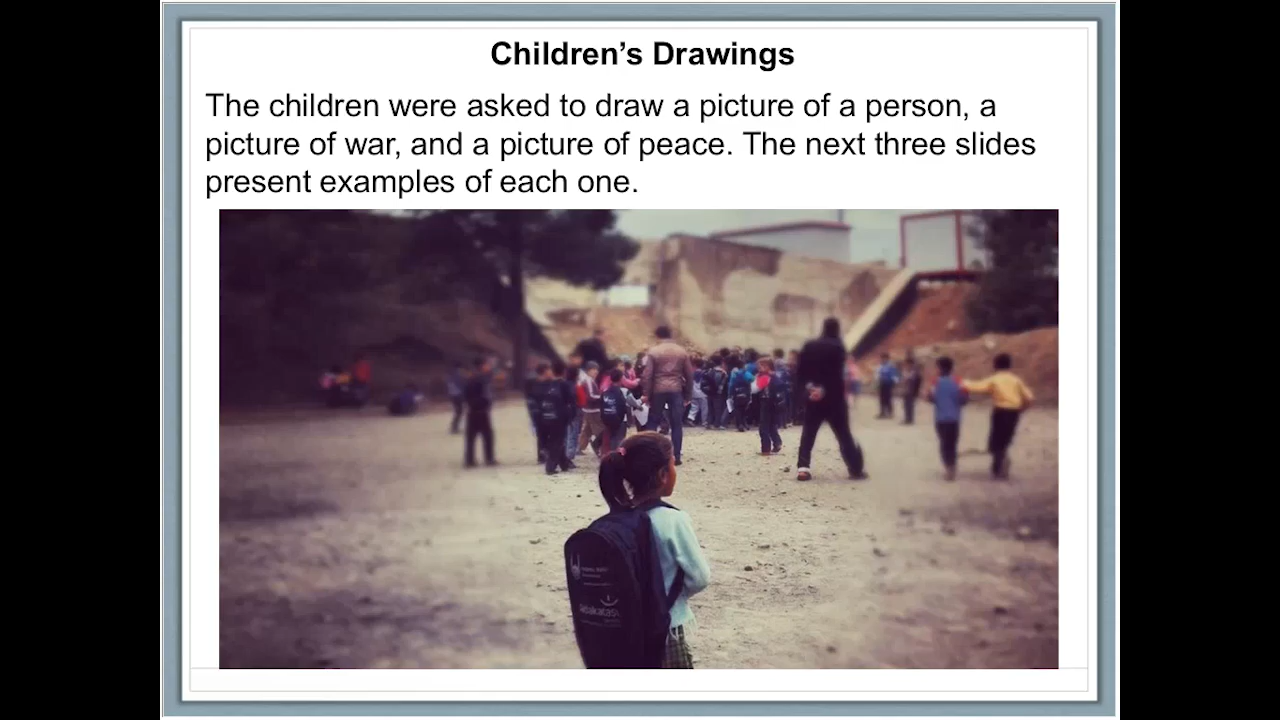 Children’s Drawings
The children were asked to draw a picture of a person, a
picture of war, and a picture of peace. The next three slides
present examples of each one.